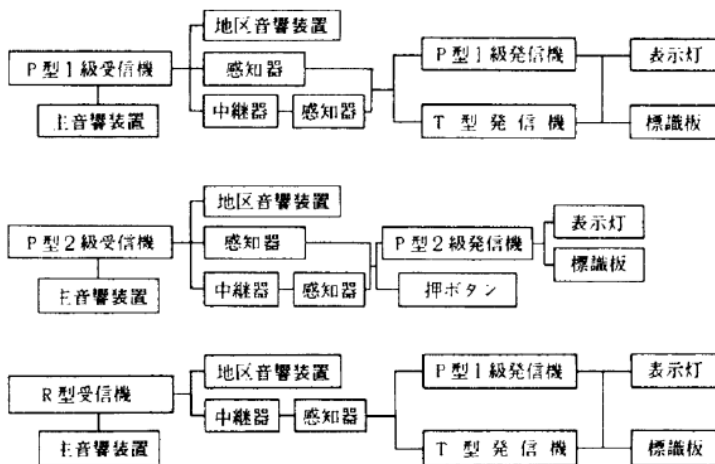 地区音響装置
P型1級受信機 感知器 P型1級発信機 表示灯
主音響装置 中継器 感知器 T型発信機 標識板
地区音響装置
P型2級受信機 感知器 P型2級発信機 表示灯
標識板
主音響装置 中継器 感知器 押ボタン
地区音響装置 P型1級発信機 表示灯
R型受信機 中継器 感知器
主音響装置 T型発信機 標識板